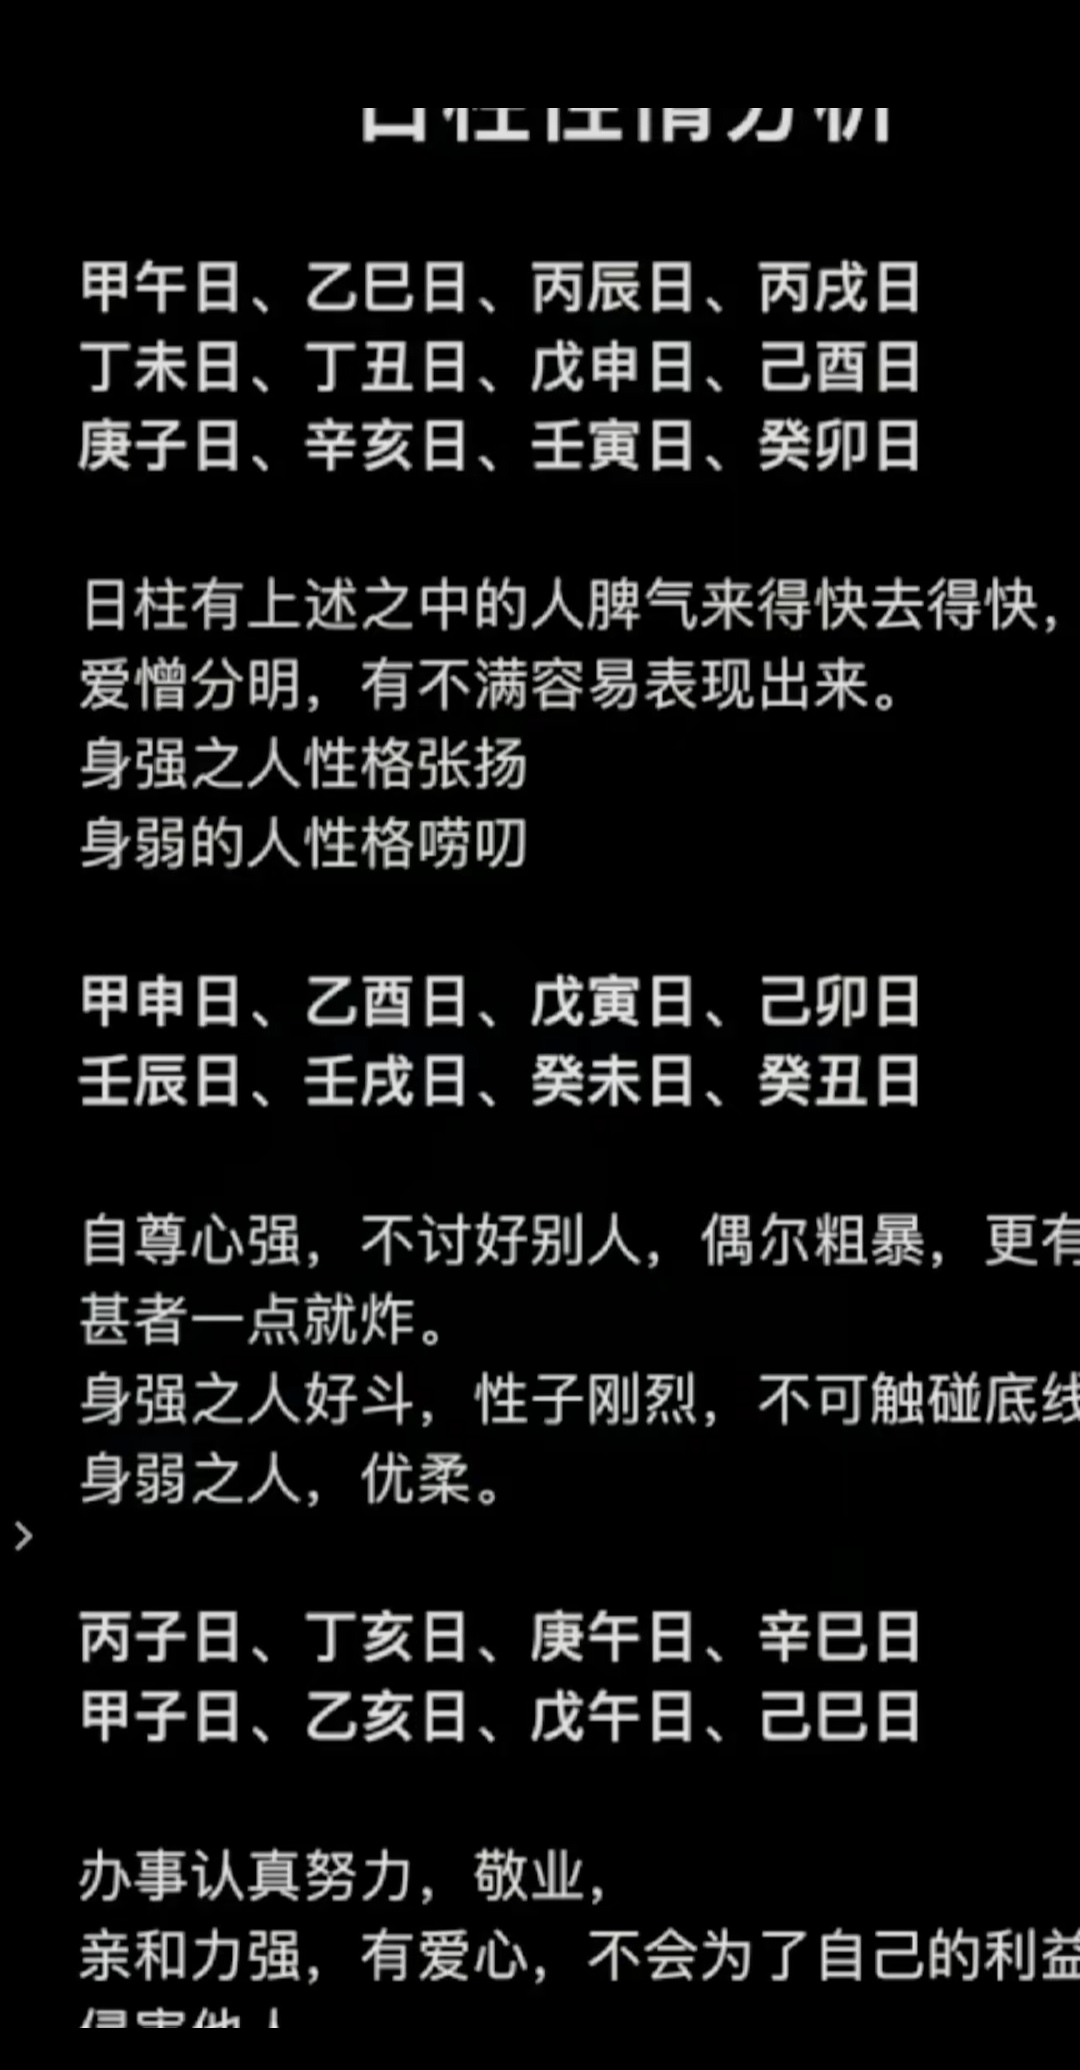 日柱性情分析
甲午日、乙巳日、丙辰日、丙戌日
丁未日、丁丑日、戊申日、己酉日
庚子日、辛亥日、壬寅日、癸卯日
日柱有上述之中的人脾气来得快去得快，
爱憎分明，有不满容易表现出来。
身强之人性格张扬
身弱的人性格唠叨
甲申日、乙酉日、戊寅日、己卯日
壬辰日、壬戌日、癸未日、癸丑日
自尊心强，不讨好别人，偶尔粗暴，更有
甚者一点就炸。
身强之人好斗，性子刚烈，不可触碰底线
身弱之人，优柔。
丙子日、丁亥日、庚午日、辛巳日
甲子日、乙亥日、戊午日、己巳日
办事认真努力，敬业，
亲和力强，有爱心，不会为了自己的利益
侵害他人